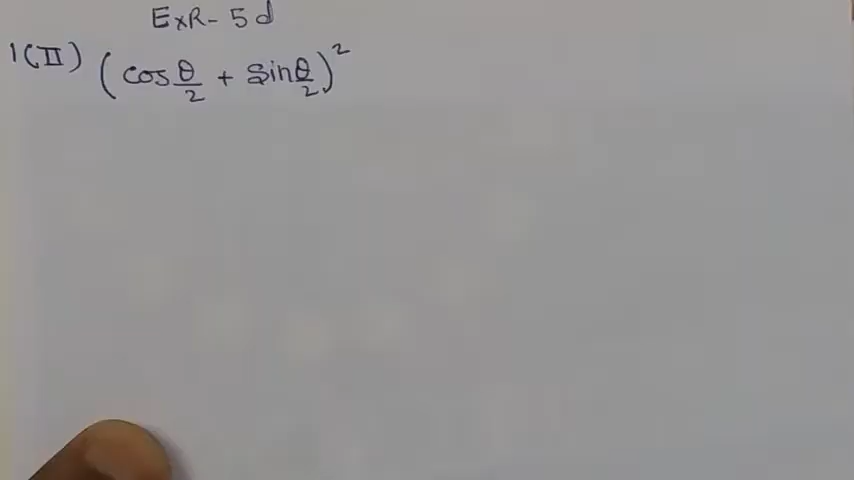 ExR - 5d
1(II) (cos θ/2 + sin θ/2)²